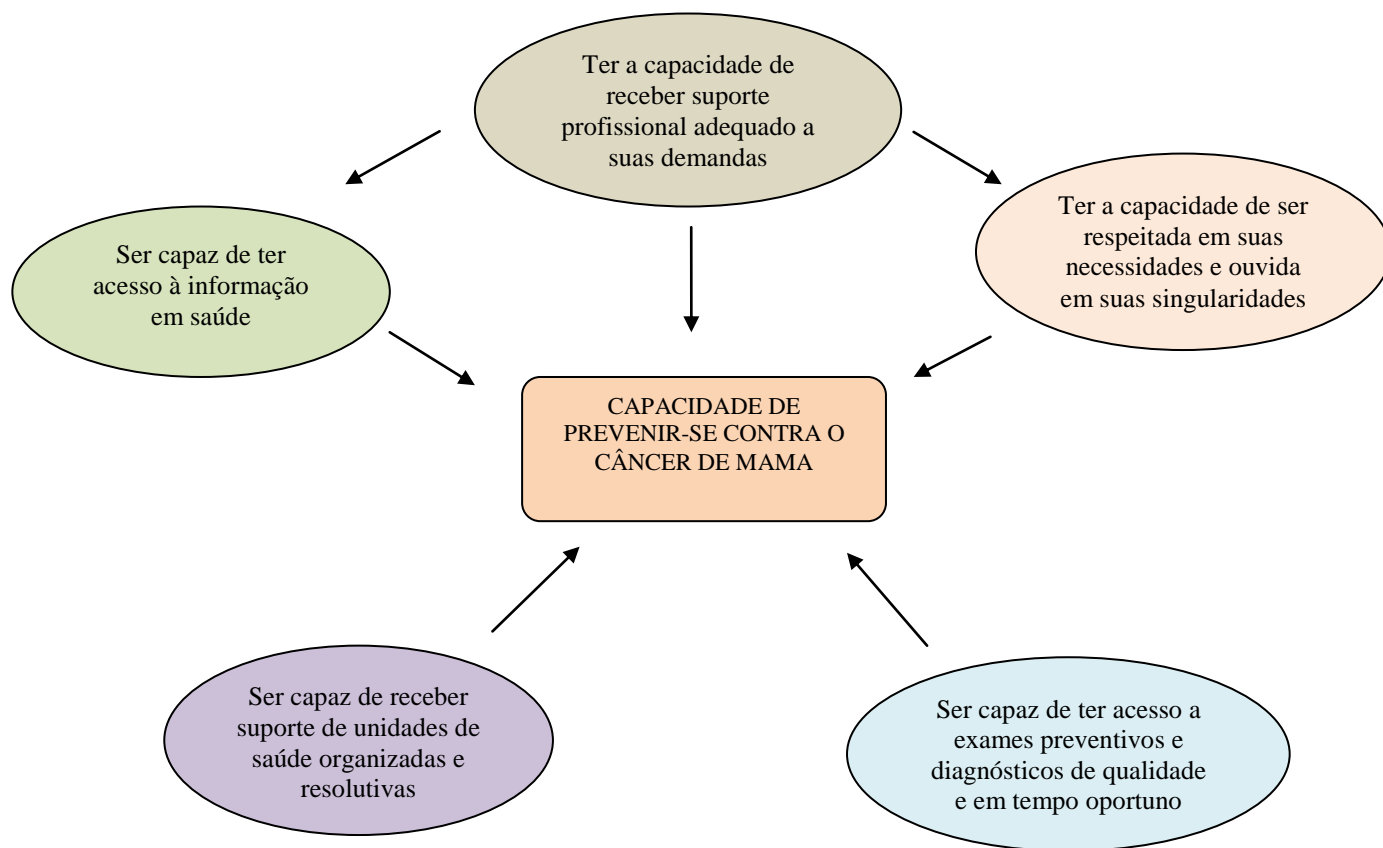 Ter a capacidade de
receber suporte
profissional adequado a
suas demandas
Ser capaz de ter
acesso à informação
em saúde
Ter a capacidade de ser
respeitada em suas
necessidades e ouvida
em suas singularidades
CAPACIDADE DE
PREVENIR-SE CONTRA O
CÂNCER DE MAMA
Ser capaz de receber
suporte de unidades de
saúde organizadas e
resolutivas
Ser capaz de ter acesso a
exames preventivos e
diagnósticos de qualidade
e em tempo oportuno